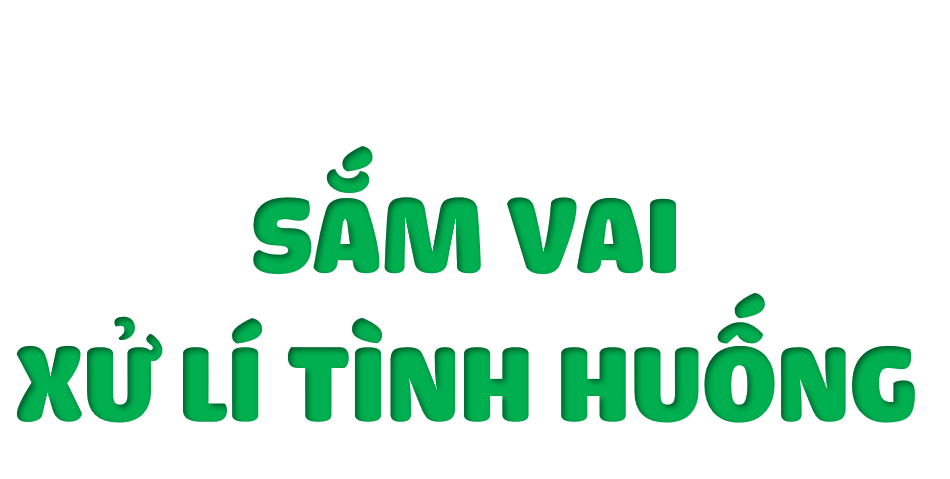 SẮM VAI
XỬ LÍ TÌNH HUỐNG